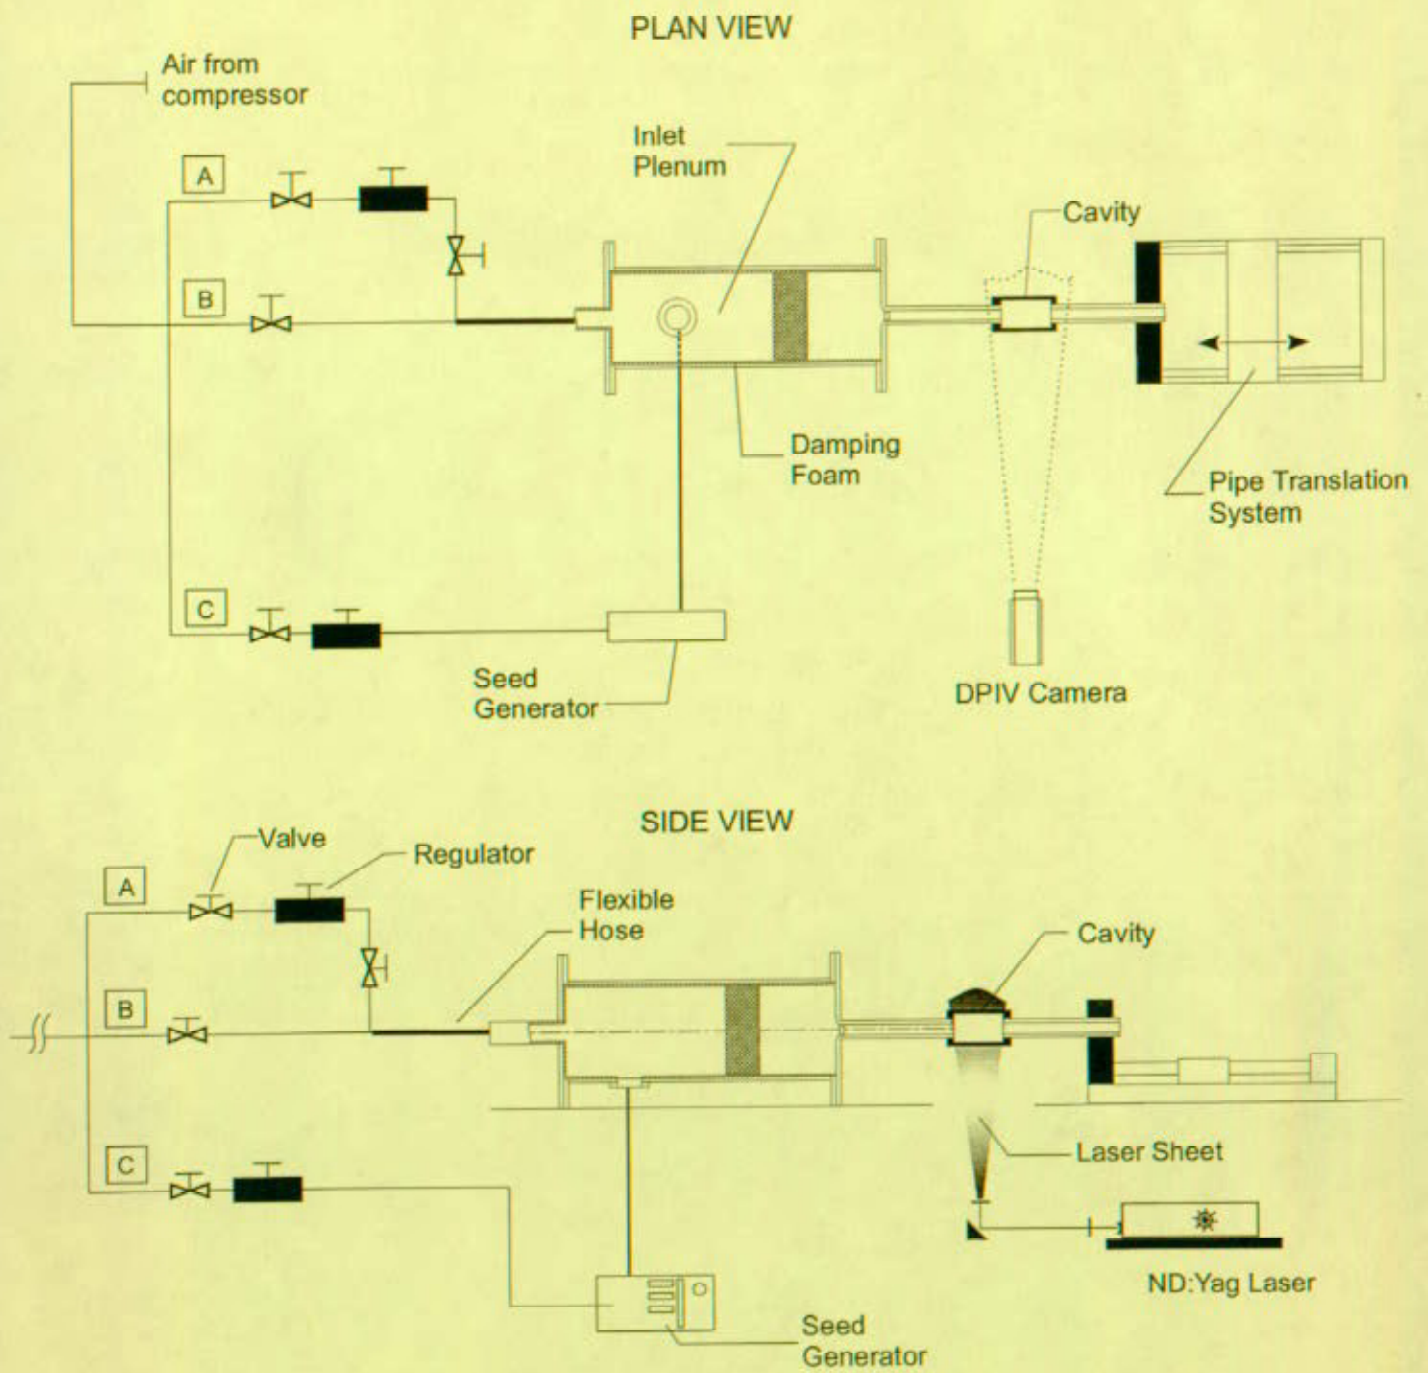 PLAN VIEW
Air from
compressor
Inlet
Plenum
A
Cavity
B
Damping
Foam
Pipe Translation
System
C
Seed
Generator
DPIV Camera
SIDE VIEW
Valve
Regulator
A
Flexible
Hose
Cavity
B
Laser Sheet
C
ND:Yag Laser
Seed
Generator